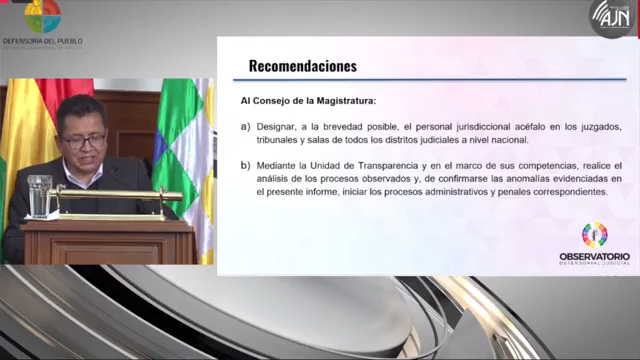 DEFENSORÍA DEL PUEBLO
AJN
Recomendaciones
Al Consejo de la Magistratura:
a) Designar, a la brevedad posible, el personal jurisdiccional acéfalo en los juzgados,
tribunales y salas de todos los distritos judiciales a nivel nacional.
b) Mediante la Unidad de Transparencia y en el marco de sus competencias, realice el
análisis de los procesos observados y, de confirmarse las anomalías evidenciadas en
el presente informe, iniciar los procesos administrativos y penales correspondientes.
OBSERVATORIO
DEFENSORIAL JUDICIAL